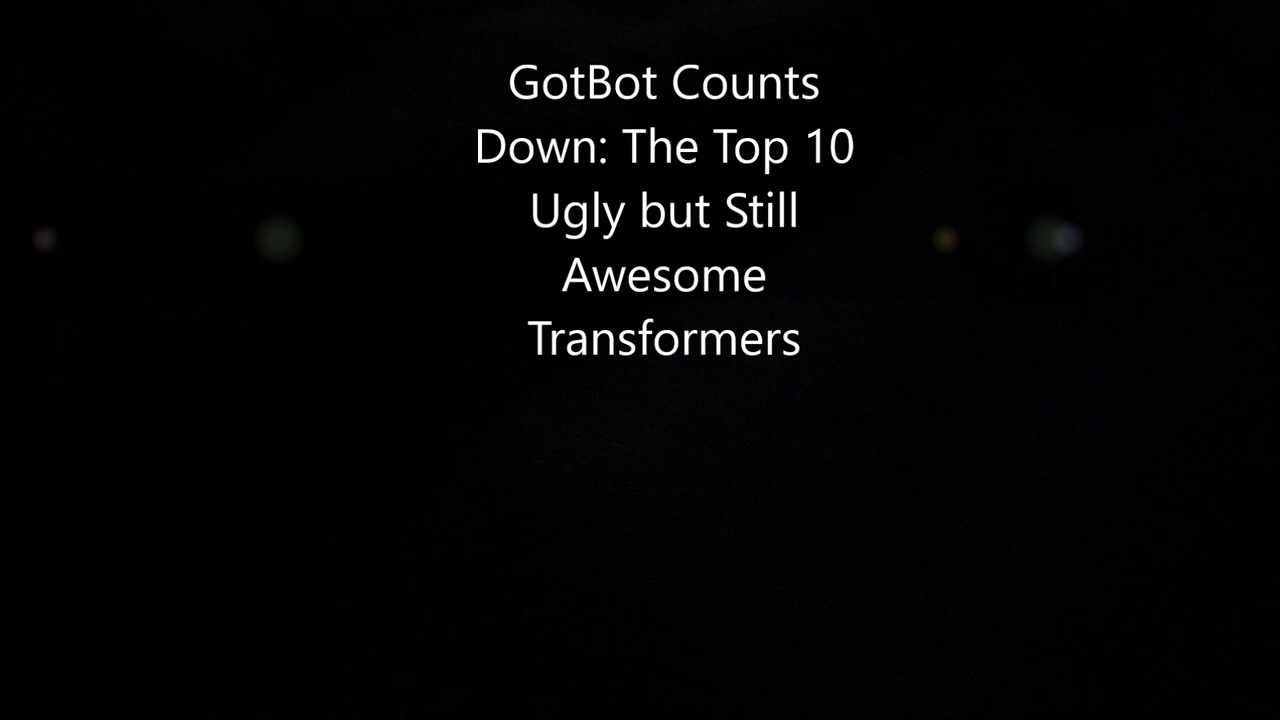 GotBot Counts
Down: The Top 10
Ugly but Still
Awesome
Transformers